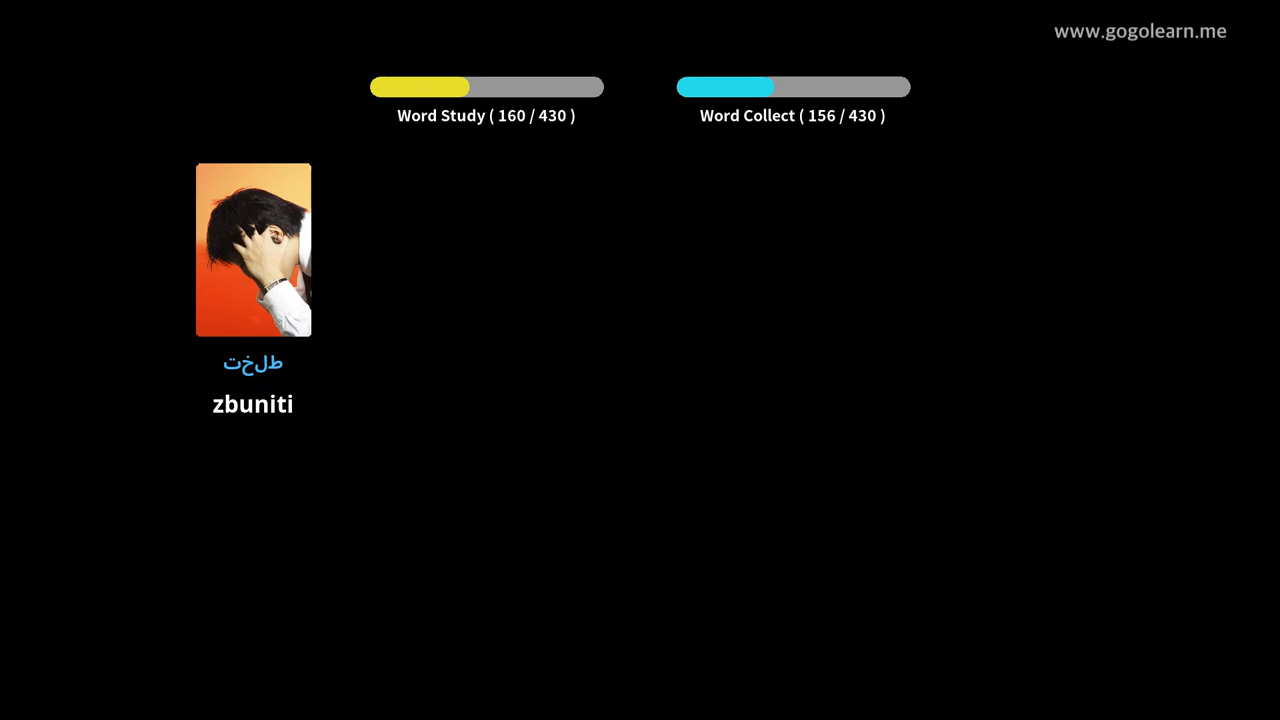 www.gogolearn.me
Word Study ( 160 / 430 )
Word Collect ( 156 / 430 )
طلخت
zbuniti